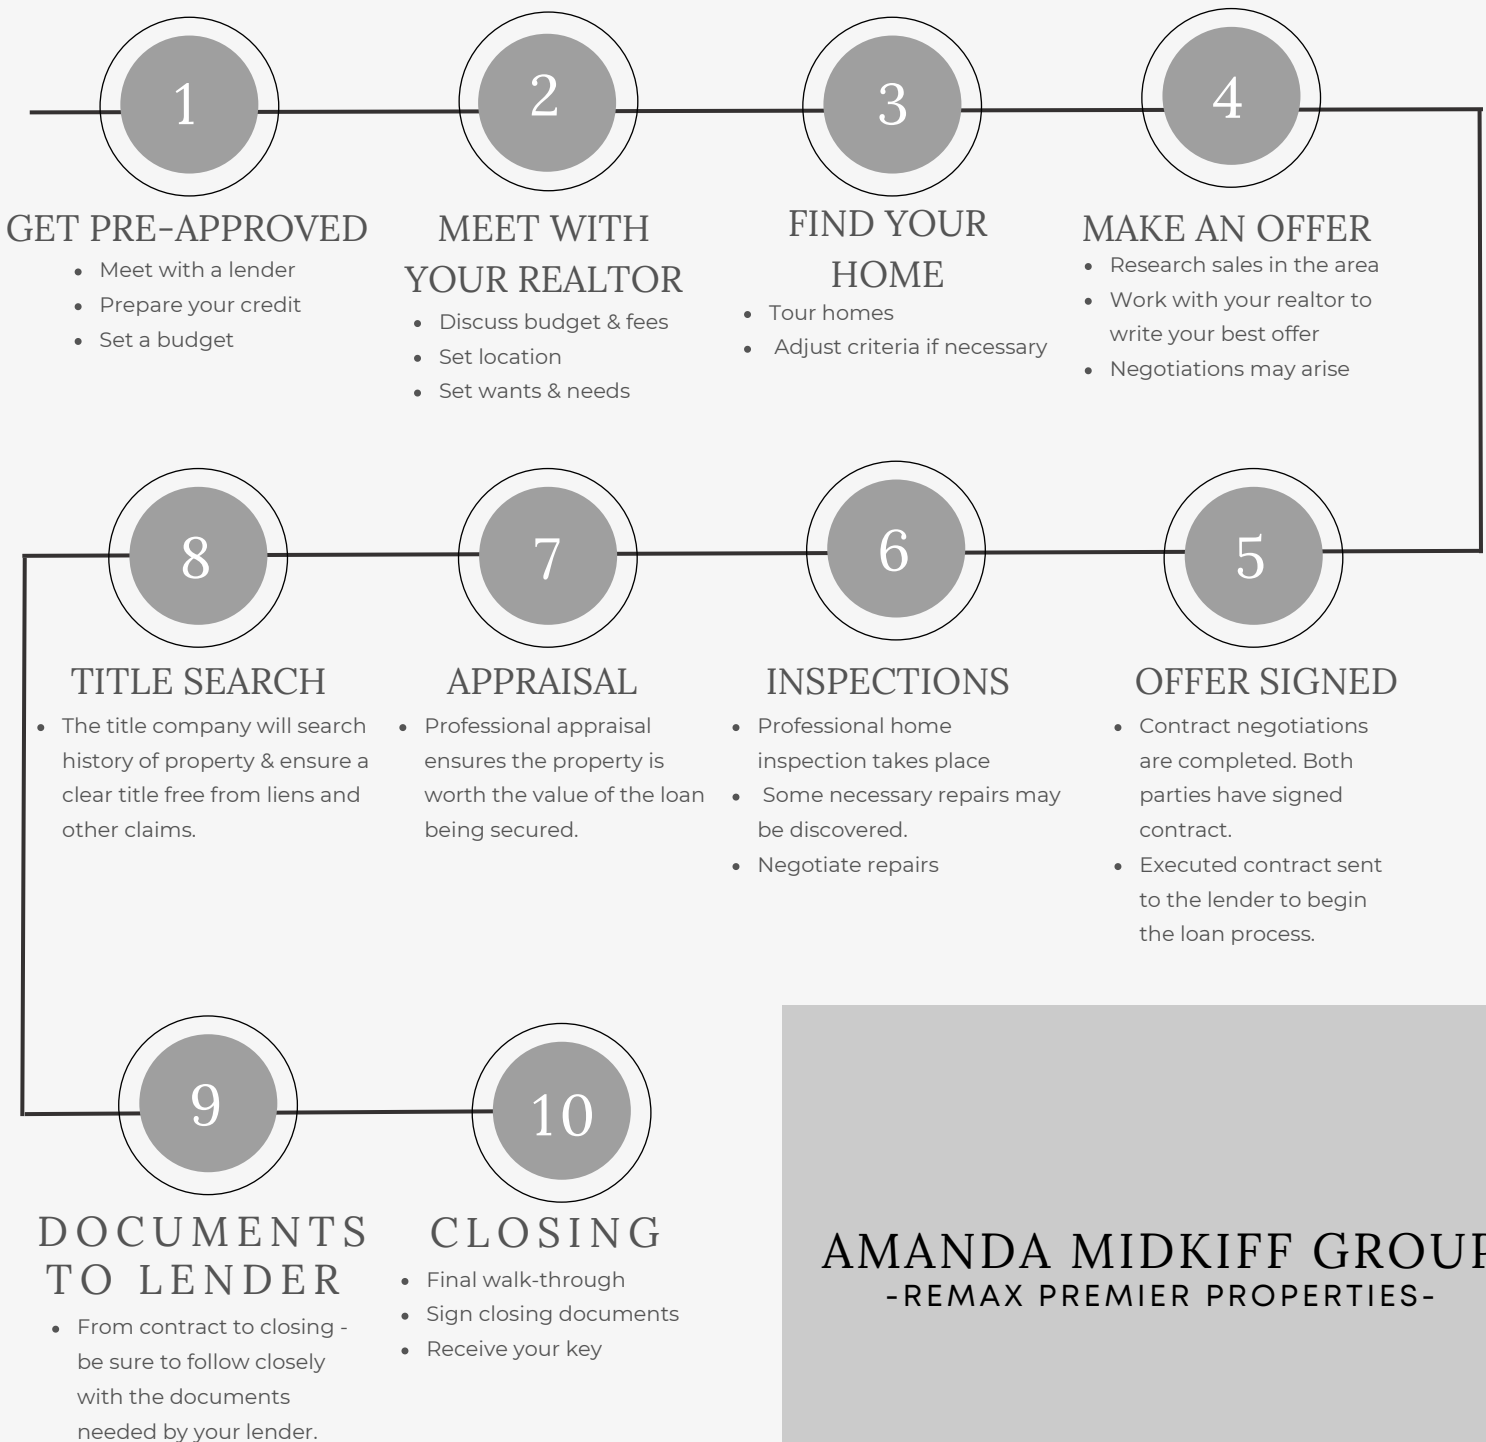 1
GET PRE-APPROVED
• Meet with a lender
• Prepare your credit
• Set a budget
2
MEET WITH
YOUR REALTOR
• Discuss budget & fees
• Set location
• Set wants & needs
3
FIND YOUR
HOME
• Tour homes
• Adjust criteria if necessary
4
MAKE AN OFFER
• Research sales in the area
• Work with your realtor to
write your best offer
• Negotiations may arise
5
OFFER SIGNED
• Contract negotiations
are completed. Both
parties have signed
contract.
• Executed contract sent
to the lender to begin
the loan process.
6
INSPECTIONS
• Professional home
inspection takes place
• Some necessary repairs may
be discovered.
• Negotiate repairs
7
APPRAISAL
• Professional appraisal
ensures the property is
worth the value of the loan
being secured.
8
TITLE SEARCH
• The title company will search
history of property & ensure a
clear title free from liens and
other claims.
9
DOCUMENTS
TO LENDER
• From contract to closing -
be sure to follow closely
with the documents
needed by your lender.
10
CLOSING
• Final walk-through
• Sign closing documents
• Receive your key
AMANDA MIDKIFF GROUP
-REMAX PREMIER PROPERTIES-